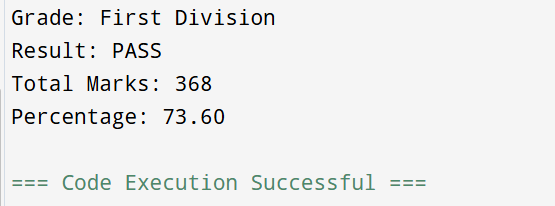 Grade: First Division
Result: PASS
Total Marks: 368
Percentage: 73.60
=== Code Execution Successful ===